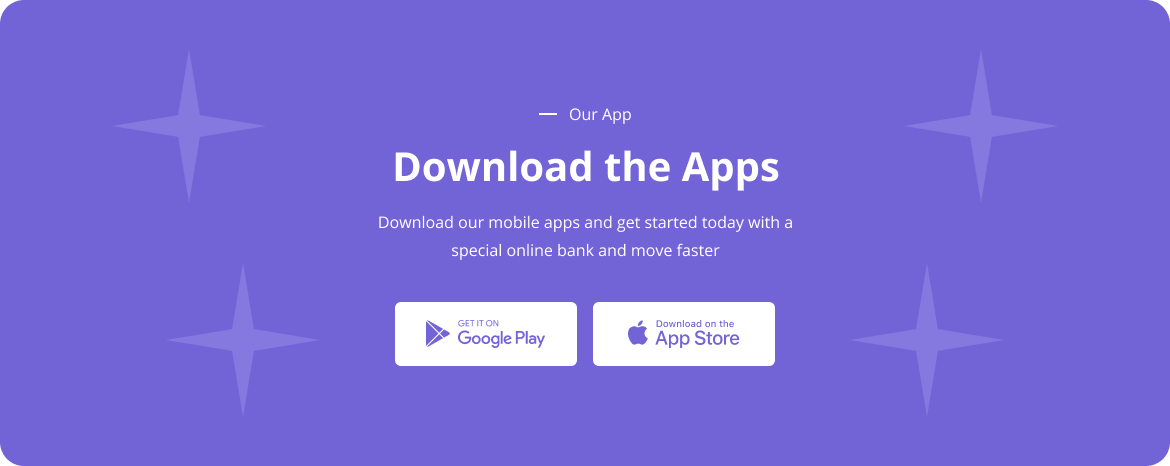 Our App
Download the Apps
Download our mobile apps and get started today with a
special online bank and move faster
GET IT ON
Google Play
Download on the
App Store